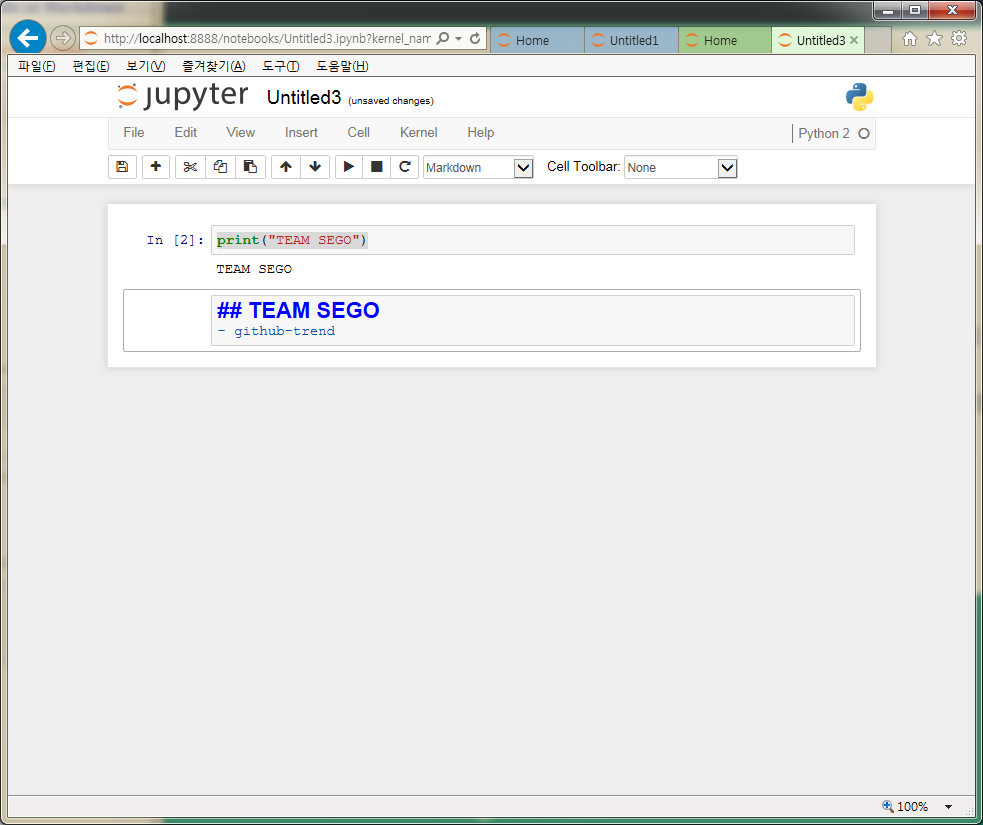 as Markdown
http://localhost:8888/notebooks/Untitled3.ipynb?kernel_nam
Home
Untitled1
Home
Untitled3
파일(F) 편집(E) 보기(V) 즐겨찾기(A) 도구(T) 도움말(H)
jupyter Untitled3 (unsaved changes)
File Edit View Insert Cell Kernel Help Python 2
Markdown Cell Toolbar: None
In [2]: print("TEAM SEGO")
TEAM SEGO
## TEAM SEGO
- github-trend
100%